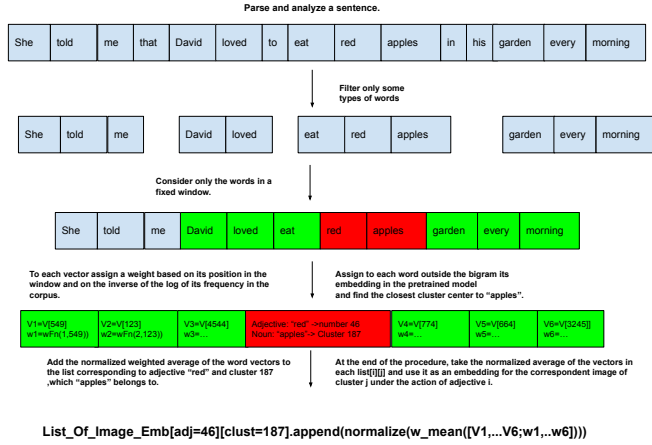 Parse and analyze a sentence.
She told me that David loved to eat red apples in his garden every morning
Filter only some
types of words
She told me David loved eat red apples garden every morning
Consider only the words in a
fixed window.
She told me David loved eat red apples garden every morning
To each vector assign a weight based on its position in the
window and on the inverse of the log of its frequency in the
corpus.
Assign to each word outside the bigram its
embedding in the pretrained model
and find the closest cluster center to “apples”.
V1=V[549]
w1=wFn(1,549))
V2=V[123]
w2=wFn(2,123))
V3=V[4544]
w3=...
Adjective: “red” ->number 46
Noun: “apples”-> Cluster 187
V4=V[774]
w4=...
V5=V[664]
w5=...
V6=V[3245]]
w6=...
Add the normalized weighted average of the word vectors to
the list corresponding to adjective “red” and cluster 187
,which “apples” belongs to.
At the end of the procedure, take the normalized average of the vectors in
each list[i][j] and use it as an embedding for the correspondent image of
cluster j under the action of adjective i.
List_Of_Image_Emb[adj=46][clust=187].append(normalize(w_mean([V1,...V6;w1,..w6])))